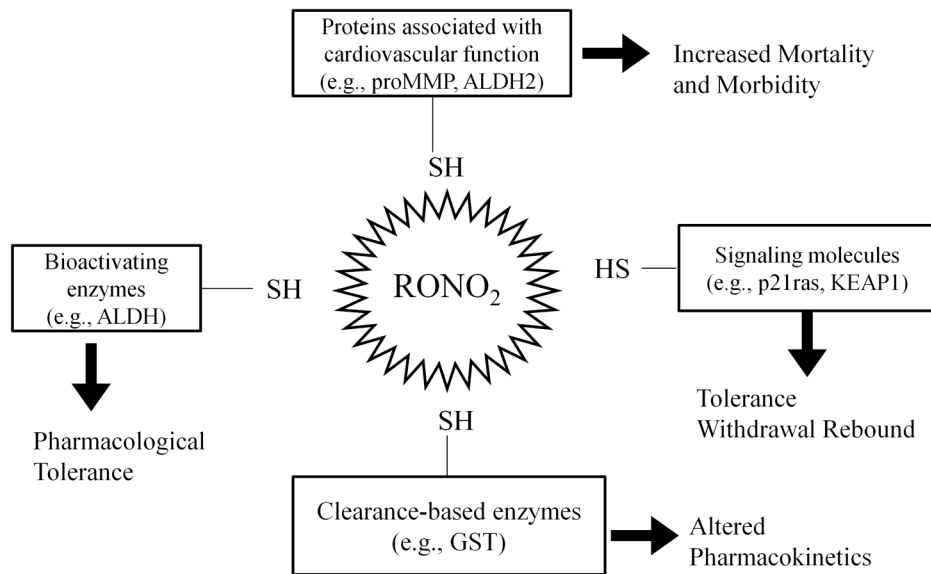 Proteins associated with
cardiovascular function
(e.g., proMMP, ALDH2)
Increased Mortality
and Morbidity
SH
Bioactivating
enzymes
(e.g., ALDH)
SH
RONO₂
HS
Signaling molecules
(e.g., p21ras, KEAP1)
Pharmacological
Tolerance
Tolerance
Withdrawal Rebound
SH
Clearance-based enzymes
(e.g., GST)
Altered
Pharmacokinetics